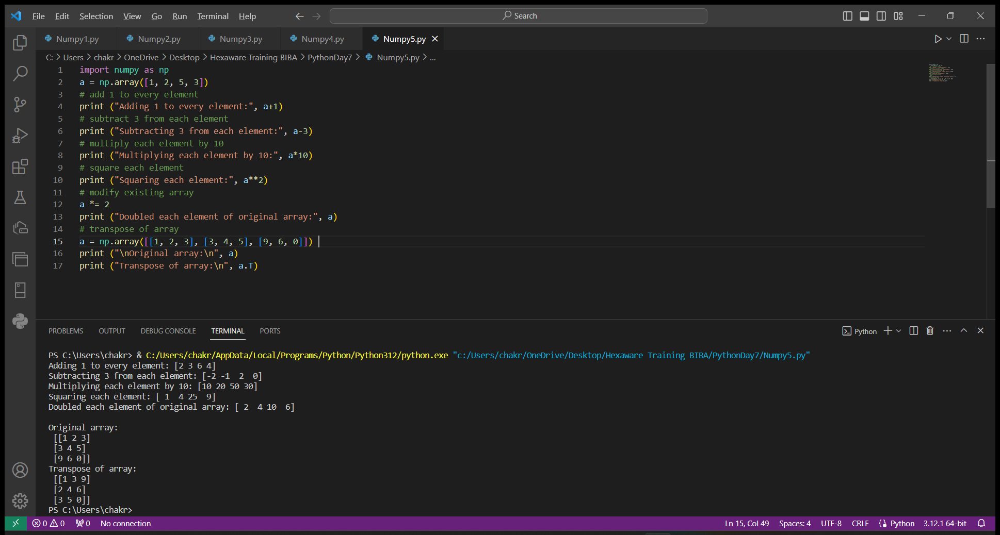 File Edit Selection View Go Run Terminal Help Search
Numpy1.py Numpy2.py Numpy3.py Numpy4.py Numpy5.py
C: > Users > chakr > OneDrive > Desktop > Hexaware Training BIBA > PythonDay7 > Numpy5.py > ...
1 import numpy as np
2 a = np.array([1, 2, 5, 3])
3 # add 1 to every element
4 print ("Adding 1 to every element:", a+1)
5 # subtract 3 from each element
6 print ("Subtracting 3 from each element:", a-3)
7 # multiply each element by 10
8 print ("Multiplying each element by 10:", a*10)
9 # square each element
10 print ("Squaring each element:", a**2)
11 # modify existing array
12 a *= 2
13 print ("Doubled each element of original array:", a)
14 # transpose of array
15 a = np.array([[1, 2, 3], [3, 4, 5], [9, 6, 0]])
16 print ("\nOriginal array:\n", a)
17 print ("Transpose of array:\n", a.T)
PROBLEMS OUTPUT DEBUG CONSOLE TERMINAL PORTS Python
PS C:\Users\chakr> & C:/Users/chakr/AppData/Local/Programs/Python/Python312/python.exe "c:/Users/chakr/OneDrive/Desktop/Hexaware Training BIBA/PythonDay7/Numpy5.py"
Adding 1 to every element: [2 3 6 4]
Subtracting 3 from each element: [-2 -1  2  0]
Multiplying each element by 10: [10 20 50 30]
Squaring each element: [ 1  4 25  9]
Doubled each element of original array: [ 2  4 10  6]
Original array:
[[1 2 3]
[3 4 5]
[9 6 0]]
Transpose of array:
[[1 3 9]
[2 4 6]
[3 5 0]]
PS C:\Users\chakr>
0 0 0 No connection Ln 15, Col 49 Spaces: 4 UTF-8 CRLF Python 3.12.1 64-bit